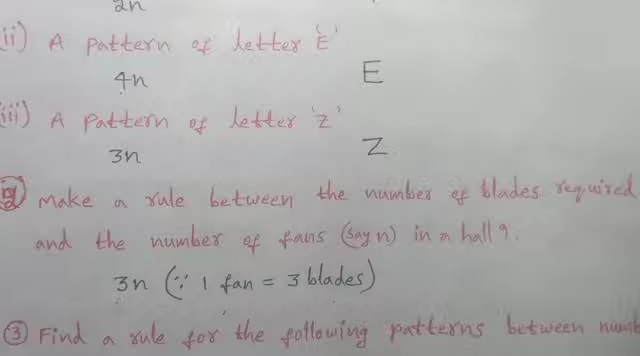 2n
(ii) A pattern of letter 'E'
4n E
(iii) A pattern of letter 'Z'
3n Z
② Make a rule between the number of blades required
and the number of fans (say n) in a hall ?
3n (∵ 1 fan = 3 blades)
③ Find a rule for the following patterns between numb